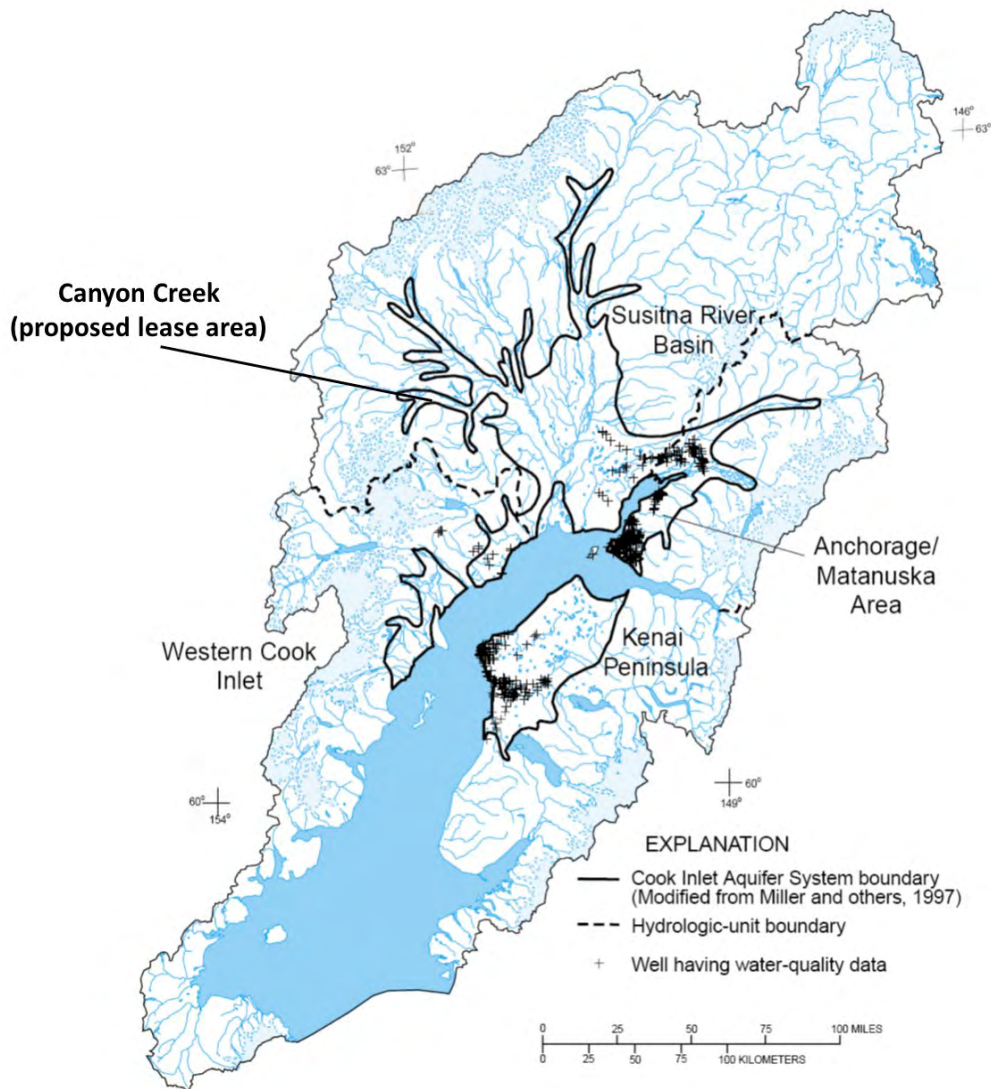 146°
63°
152°
63°
Canyon Creek
(proposed lease area)
Susitna River
Basin
Anchorage/
Matanuska
Area
Western Cook
Inlet
Kenai
Peninsula
60°
154°
60°
149°
EXPLANATION
Cook Inlet Aquifer System boundary
(Modified from Miller and others, 1997)
Hydrologic-unit boundary
Well having water-quality data
0 25 50 75 100 MILES
0 25 50 75 100 KILOMETERS